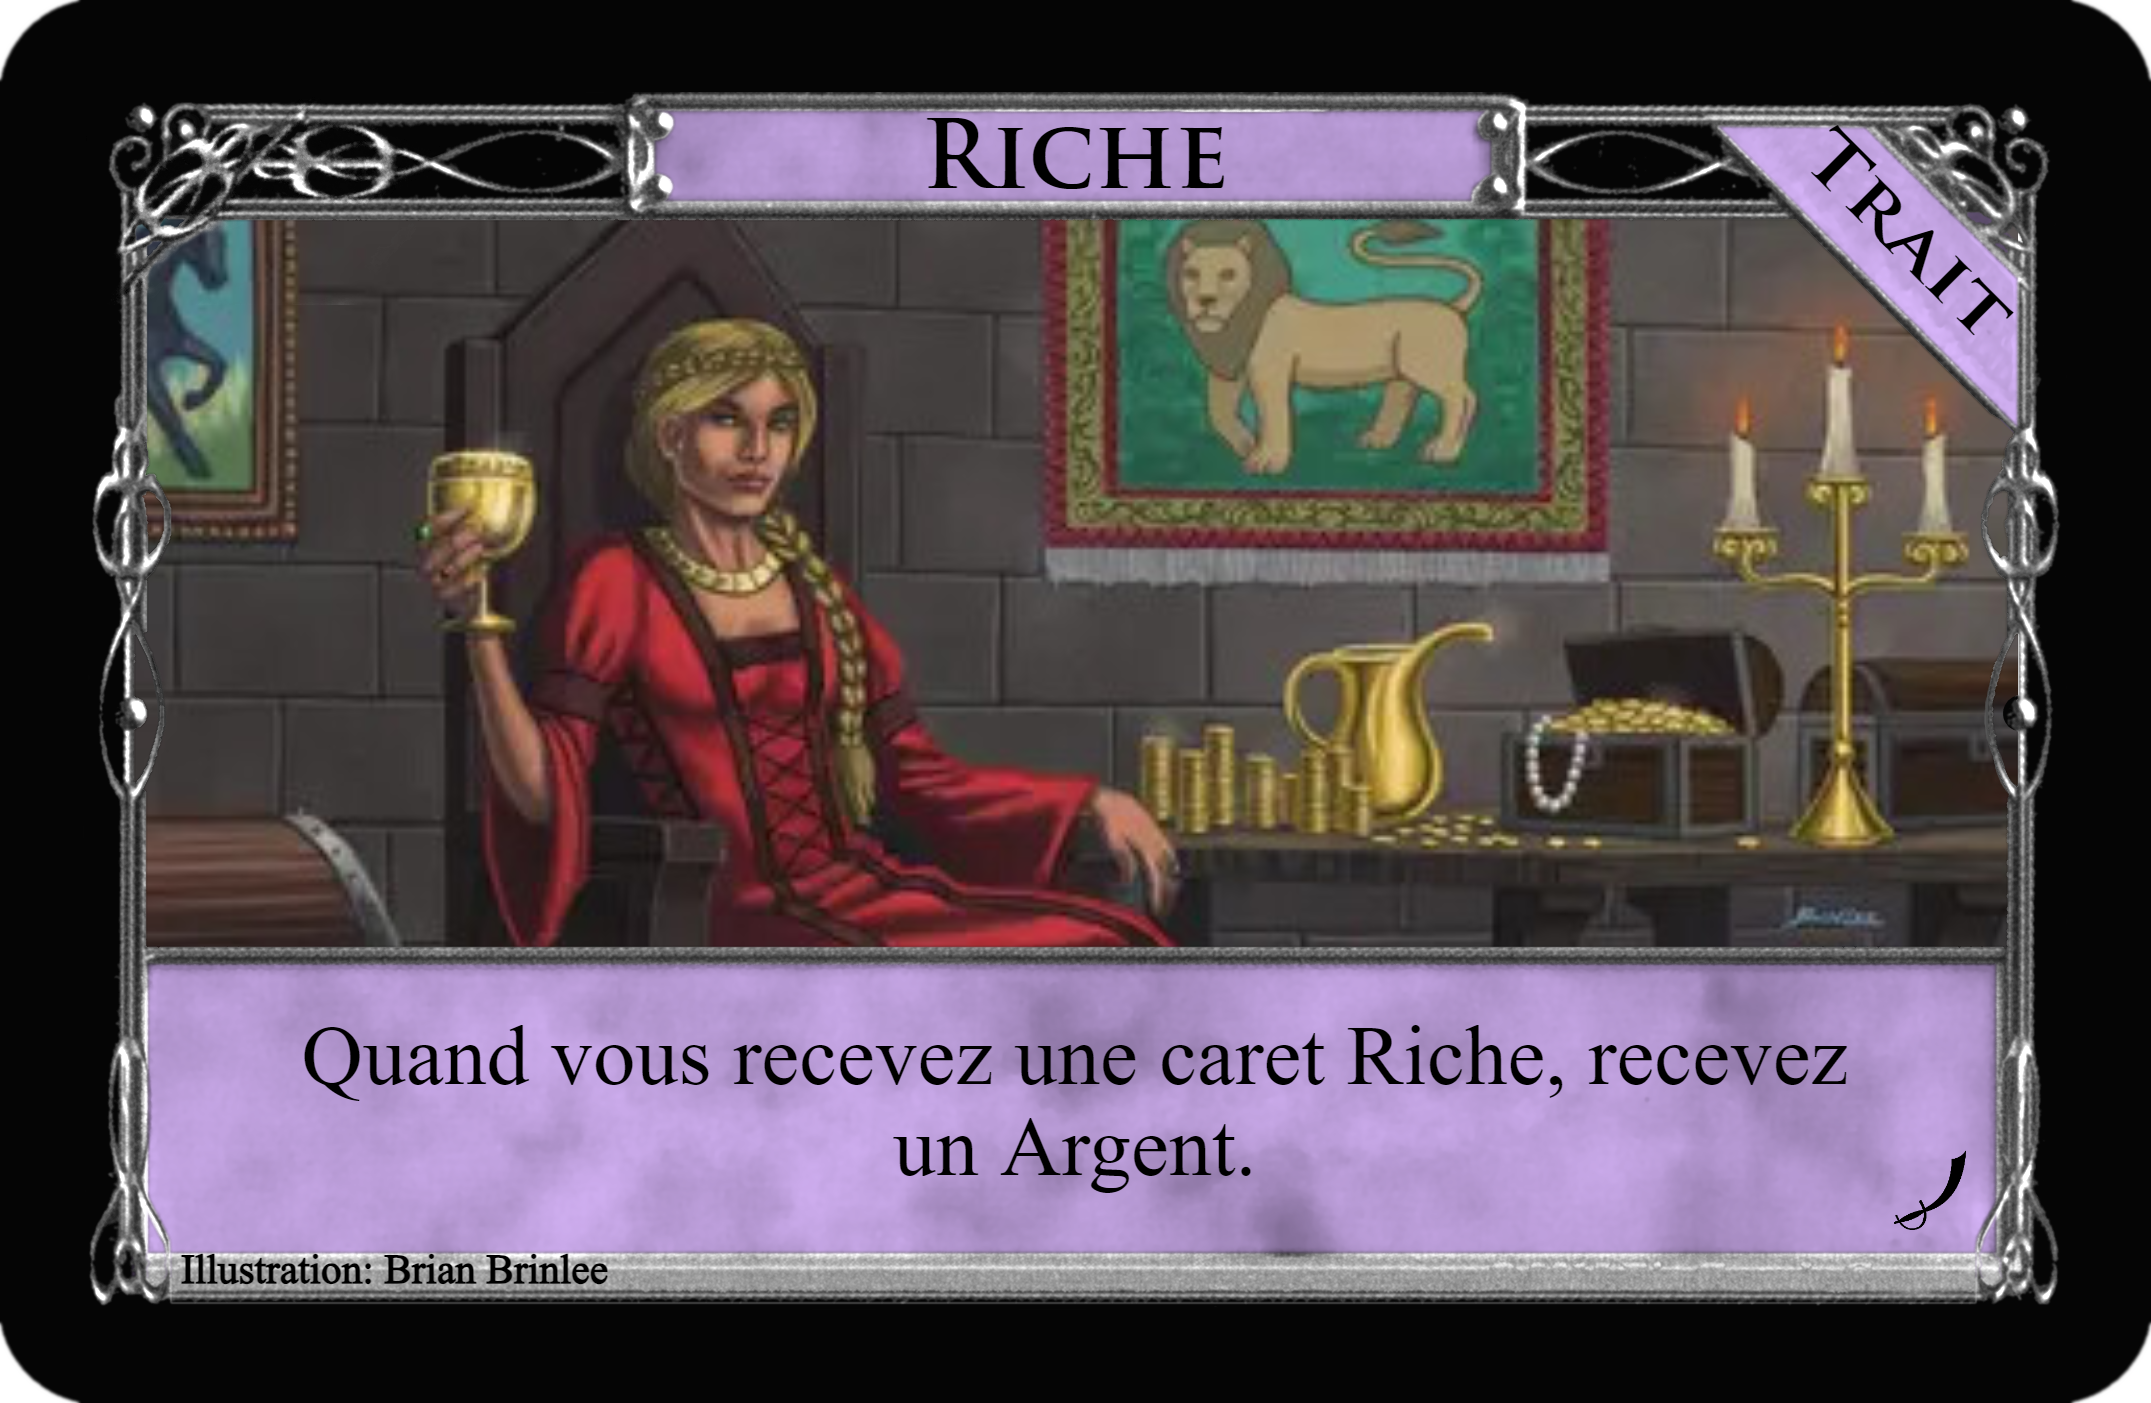 RICHE
TRAIT
Quand vous recevez une caret Riche, recevez
un Argent.
Illustration: Brian Brinlee